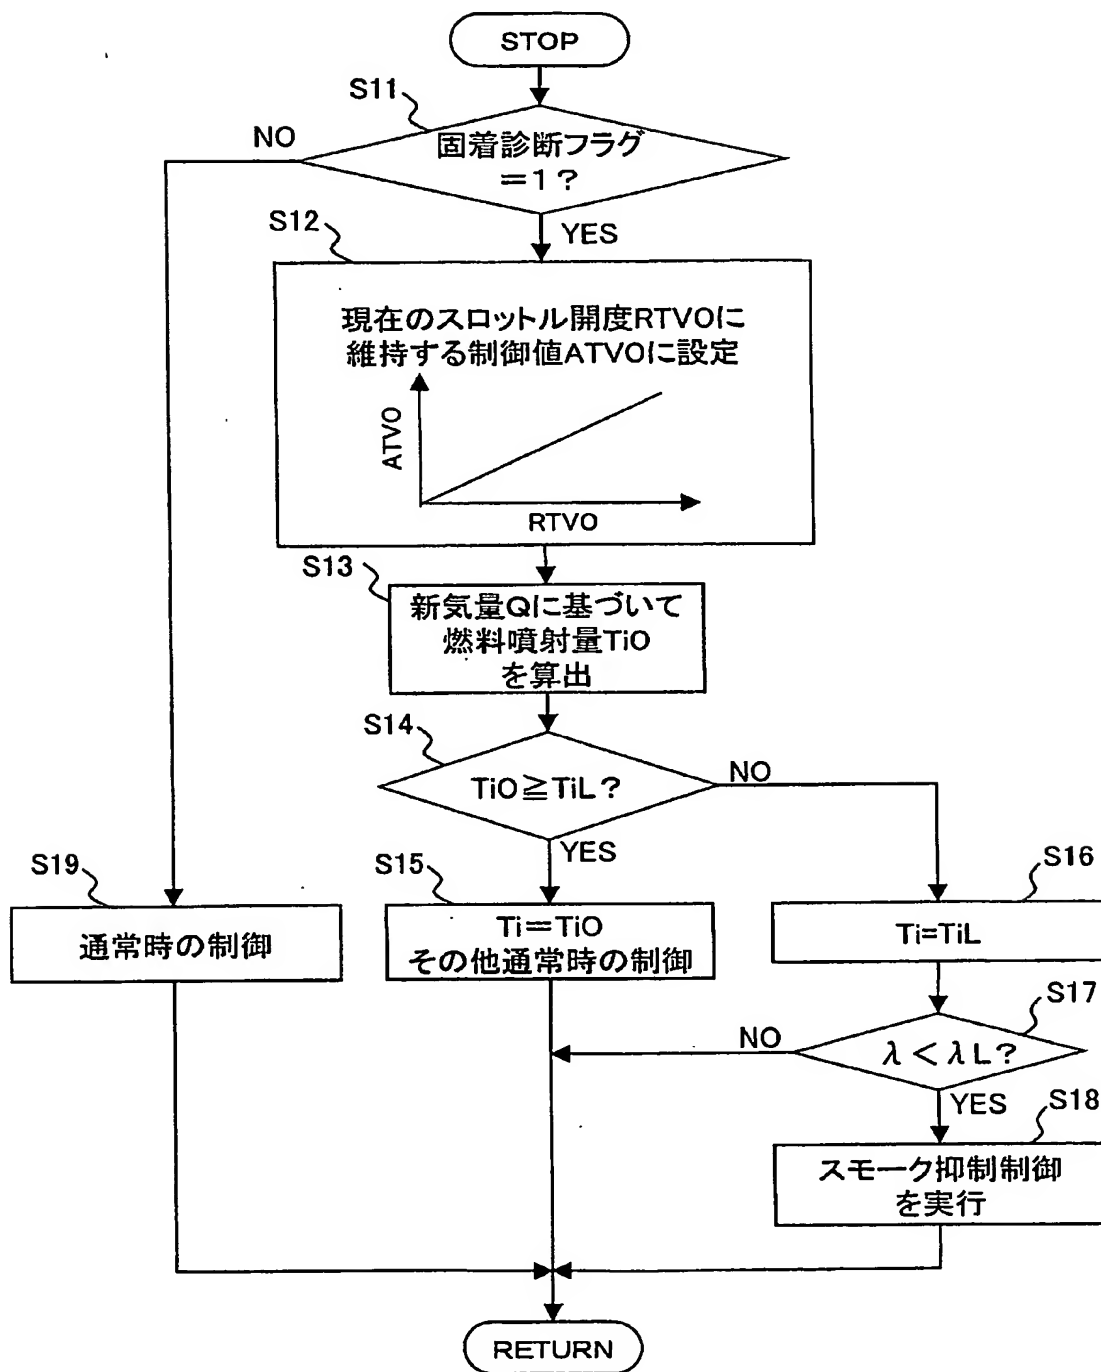 STOP
S11
NO
固着診断フラグ
=1?
YES
S12
現在のスロットル開度RTVOに
維持する制御値ATVOに設定
ATVO
RTVO
S13
新気量Qに基づいて
燃料噴射量TiO
を算出
S14
TiO≧TiL?
NO
YES
S19
通常時の制御
S15
Ti=TiO
その他通常時の制御
S16
Ti=TiL
S17
NO
λ<λL?
YES
S18
スモーク抑制制御
を実行
RETURN